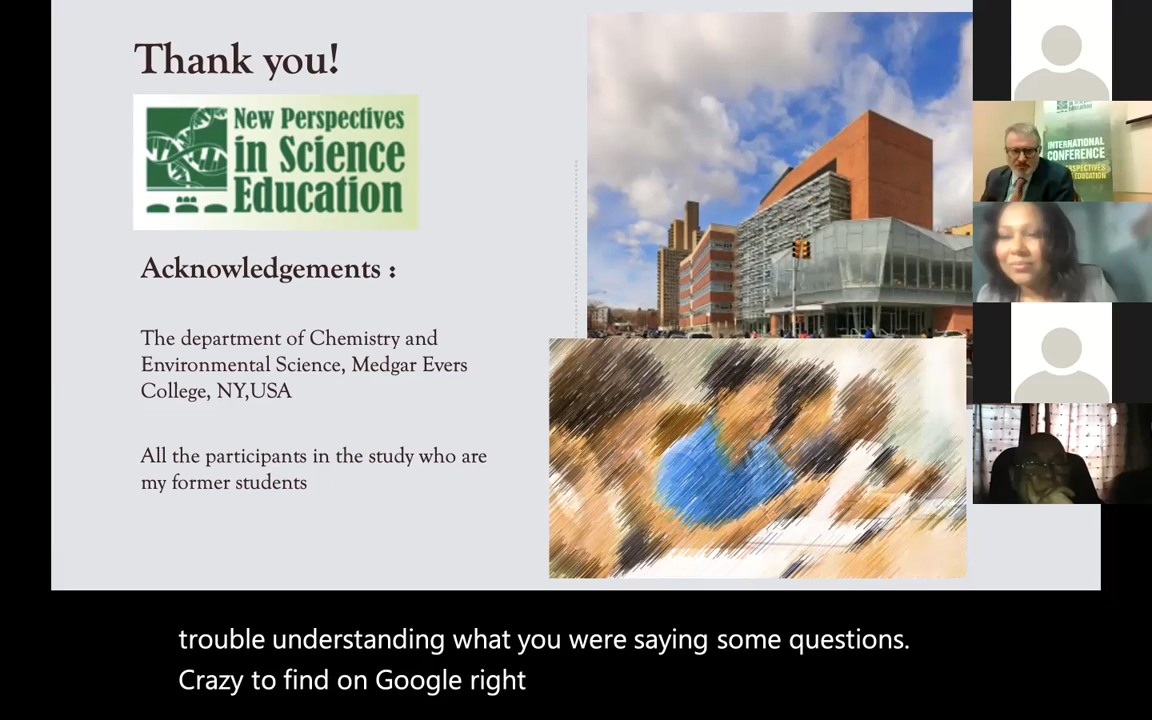 Thank you!
New Perspectives
in Science
Education
Acknowledgements :
The department of Chemistry and
Environmental Science, Medgar Evers
College, NY,USA
All the participants in the study who are
my former students
INTERNATIONAL
CONFERENCE
trouble understanding what you were saying some questions.
Crazy to find on Google right